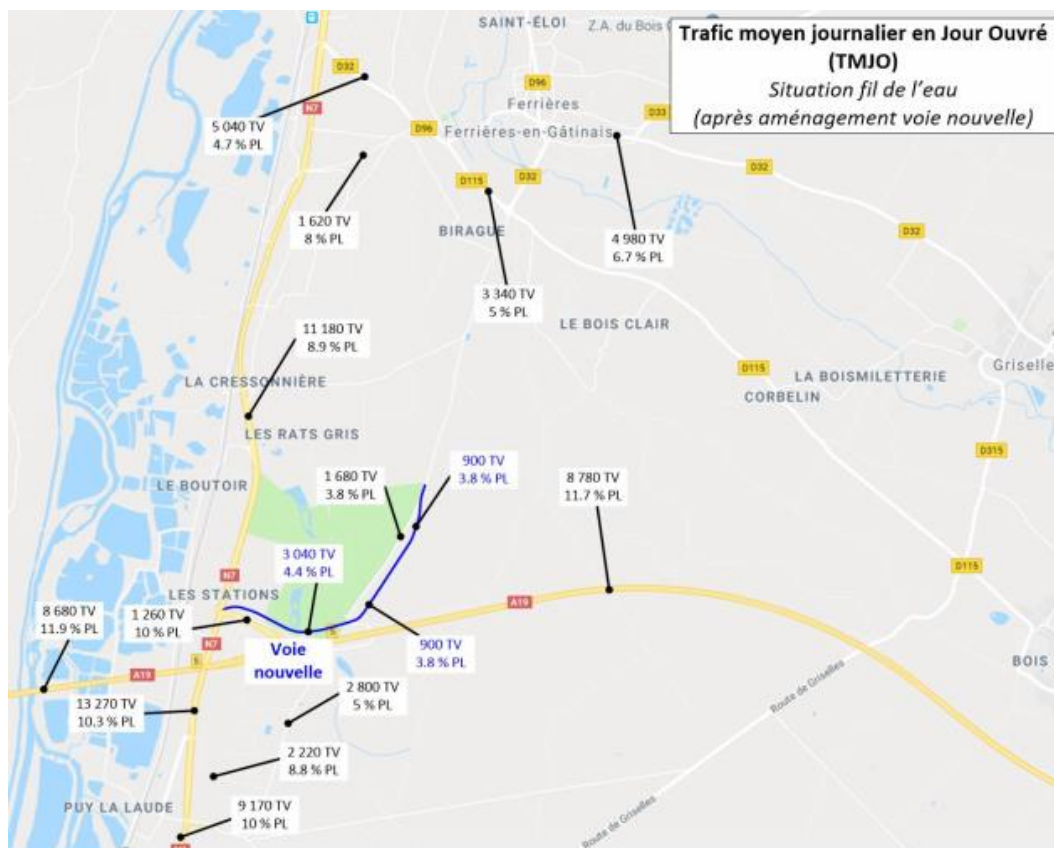 SAINT-ÉLOI
Z.A. du Bois
Trafic moyen journalier en Jour Ouvré
(TMJO)
Situation fil de l'eau
(après aménagement voie nouvelle)
D32
N7
D96
Ferrières
D33
5 040 TV
4.7 % PL
D96
Ferrières-en-Gâtinais
D32
D115
D32
1 620 TV
8 % PL
BIRAGUE
4 980 TV
6.7 % PL
D32
3 340 TV
5 % PL
LE BOIS CLAIR
11 180 TV
8.9 % PL
LA CRESSONNIÈRE
D115
LA BOISMILETTERIE
Griselle
CORBELIN
LES RATS GRIS
D315
LE BOUTOIR
1 680 TV
3.8 % PL
900 TV
3.8 % PL
8 780 TV
11.7 % PL
3 040 TV
4.4 % PL
N7
LES STATIONS
D115
A19
8 680 TV
11.9 % PL
1 260 TV
10 % PL
N7
5
Voie
nouvelle
900 TV
3.8 % PL
BOIS
A19
13 270 TV
10.3 % PL
2 800 TV
5 % PL
Route de Griselles
2 220 TV
8.8 % PL
PUY LA LAUDE
9 170 TV
10 % PL
Route de Griselles